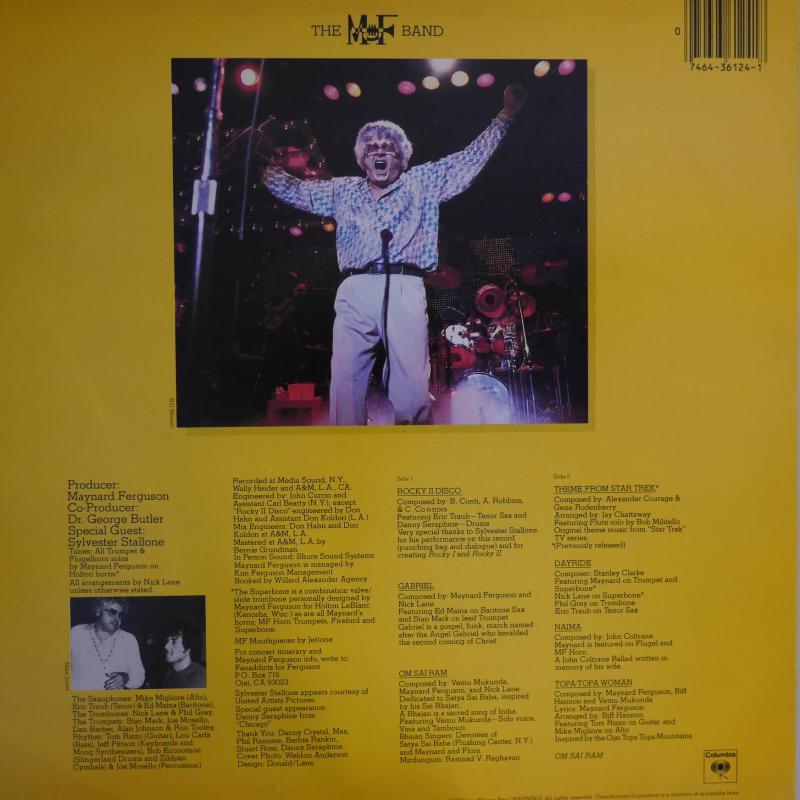 THE MF BAND
0
7464-36124-1
Bill Warner
Producer:
Maynard Ferguson
Co-Producer:
Dr. George Butler
Special Guest:
Sylvester Stallone
Tunes: All Trumpet &
Flugelhorn solos
by Maynard Ferguson on
Holton horns*
All arrangements by Nick Lane
unless otherwise stated.
The Saxophones: Mike Migliore (Alto),
Eric Traub (Tenor) & Ed Maina (Baritone),
The Trombones: Nick Lane & Phil Grey,
The Trumpets: Stan Mark, Joe Mosello,
Dan Barber, Alan Johnson & Ron Tooley,
Rhythm: Tom Rizzo (Guitar), Lou Carfa
(Bass), Jeff Pittson (Keyboards and
Moog Synthesizers), Bob Economou
(Slingerland Drums and Zildjian
Cymbals) & Joe Mosello (Percussion)
Recorded at Media Sound, N.Y.,
Wally Heider and A&M, L.A., CA.
Engineered by: John Curcio and
Assistant Carl Beatty (N.Y.); except
"Rocky II Disco" engineered by Don
Hahn and Assistant Don Koldon (L.A.)
Mix Engineers: Don Hahn and Don
Koldon at A&M, L.A.
Mastered at A&M, L.A. by
Bernie Grundman
In Person Sound: Shure Sound Systems
Maynard Ferguson is managed by
Kim Ferguson Management
Booked by Willard Alexander Agency
*The Superbone is a combination valve/
slide trombone personally designed by
Maynard Ferguson for Holton LeBlanc
(Kenosha, Wisc.) as are all Maynard's
horns; MF Horn Trumpets, Firebird and
Superbone.
MF Mouthpieces by Jettone
For concert itinerary and
Maynard Ferguson info, write to:
Fanaddicts for Ferguson
P.O. Box 716
Ojai, CA 93023
Sylvester Stallone appears courtesy of
United Artists Pictures.
Special guest appearance:
Danny Seraphine from
"Chicago"
Thank You: Danny Crystal, Max,
Phil Ramone, Barbie Rankin,
Stuart Ross, Danny Seraphine.
Cover Photo: Weldon Anderson
Design: Donald/Lane
Side 1
ROCKY II DISCO
Composed by: B. Conti, A. Robbins,
& C. Connors
Featuring Eric Traub—Tenor Sax and
Danny Seraphine—Drums
Very special thanks to Sylvester Stallone
for his performance on this record
(punching bag and dialogue) and for
creating Rocky I and Rocky II.
GABRIEL
Composed by: Maynard Ferguson and
Nick Lane
Featuring Ed Maina on Baritone Sax
and Stan Mark on lead Trumpet
Gabriel is a gospel, funk, march named
after the Angel Gabriel who heralded
the second coming of Christ.
OM SAI RAM
Composed by: Vemu Mukunda,
Maynard Ferguson, and Nick Lane
Dedicated to Satya Sai Baba, inspired
by his Sai Bhajan.
A Bhajan is a sacred song of India.
Featuring Vemu Mukunda—Solo voice,
Vina and Tambouri.
Bhajan Singers: Devotees of
Satya Sai Baba (Flushing Center, N.Y.)
and Maynard and Flora.
Mirdungum: Ramnad V. Raghavan
Side 2
THEME FROM STAR TREK*
Composed by: Alexander Courage &
Gene Rodenberry
Arranged by: Jay Chattaway
Featuring Flute solo by Bob Militello
Original theme music from "Star Trek"
TV series.
*(Previously released)
DAYRIDE
Composer: Stanley Clarke
Featuring Maynard on Trumpet and
Superbone*
Nick Lane on Superbone*
Phil Grey on Trombone
Eric Traub on Tenor Sax
NAIMA
Composed by: John Coltrane
Maynard is featured on Flugel and
MF Horn.
A John Coltrane Ballad written in
memory of his wife.
TOPA-TOPA WOMAN
Composed by: Maynard Ferguson, Biff
Hannon and Vemu Mukunda
Lyrics: Maynard Ferguson
Arranged by: Biff Hannon
Featuring Tom Rizzo on Guitar and
Mike Migliore on Alto
Inspired by the Ojai Topa Topa Mountains
OM SAI RAM
Columbia
WARNING: All rights reserved. Unauthorized duplication is a violation of applicable laws.